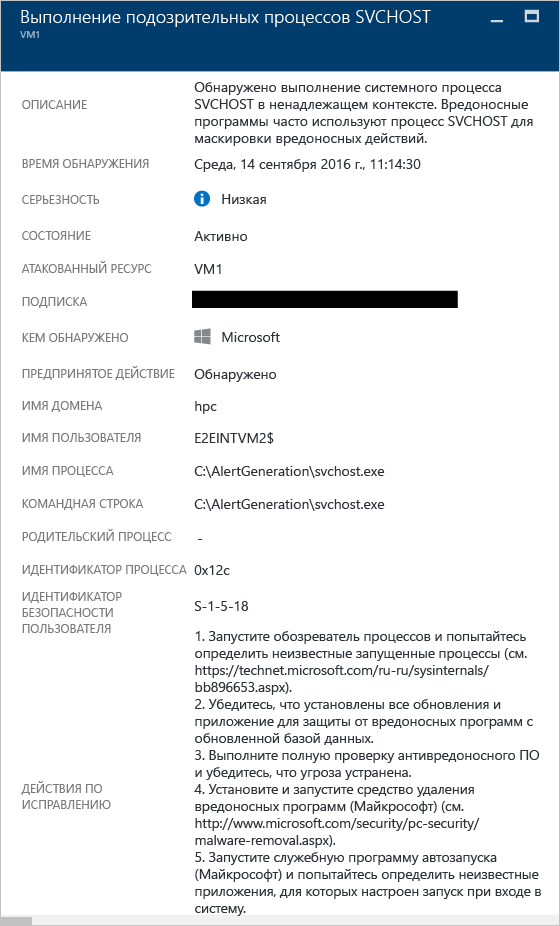 Выполнение подозрительных процессов SVCHOST
VM1
ОПИСАНИЕ
Обнаружено выполнение системного процесса
SVCHOST в ненадлежащем контексте. Вредоносные
программы часто используют процесс SVCHOST для
маскировки вредоносных действий.
ВРЕМЯ ОБНАРУЖЕНИЯ
Среда, 14 сентября 2016 г., 11:14:30
СЕРЬЕЗНОСТЬ
Низкая
СОСТОЯНИЕ
Активно
АТАКОВАННЫЙ РЕСУРС
VM1
ПОДПИСКА
КЕМ ОБНАРУЖЕНО
Microsoft
ПРЕДПРИНЯТОЕ ДЕЙСТВИЕ
Обнаружено
ИМЯ ДОМЕНА
hpc
ИМЯ ПОЛЬЗОВАТЕЛЯ
E2EINTVM2$
ИМЯ ПРОЦЕССА
C:\AlertGeneration\svchost.exe
КОМАНДНАЯ СТРОКА
C:\AlertGeneration\svchost.exe
РОДИТЕЛЬСКИЙ ПРОЦЕСС
-
ИДЕНТИФИКАТОР ПРОЦЕССА
0x12c
ИДЕНТИФИКАТОР
БЕЗОПАСНОСТИ
ПОЛЬЗОВАТЕЛЯ
S-1-5-18
ДЕЙСТВИЯ ПО
ИСПРАВЛЕНИЮ
1. Запустите обозреватель процессов и попытайтесь
определить неизвестные запущенные процессы (см.
https://technet.microsoft.com/ru-ru/sysinternals/
bb896653.aspx).
2. Убедитесь, что установлены все обновления и
приложение для защиты от вредоносных программ с
обновленной базой данных.
3. Выполните полную проверку антивредоносного ПО
и убедитесь, что угроза устранена.
4. Установите и запустите средство удаления
вредоносных программ (Майкрософт) (см.
http://www.microsoft.com/security/pc-security/
malware-removal.aspx).
5. Запустите служебную программу автозапуска
(Майкрософт) и попытайтесь определить неизвестные
приложения, для которых настроен запуск при входе в
систему.